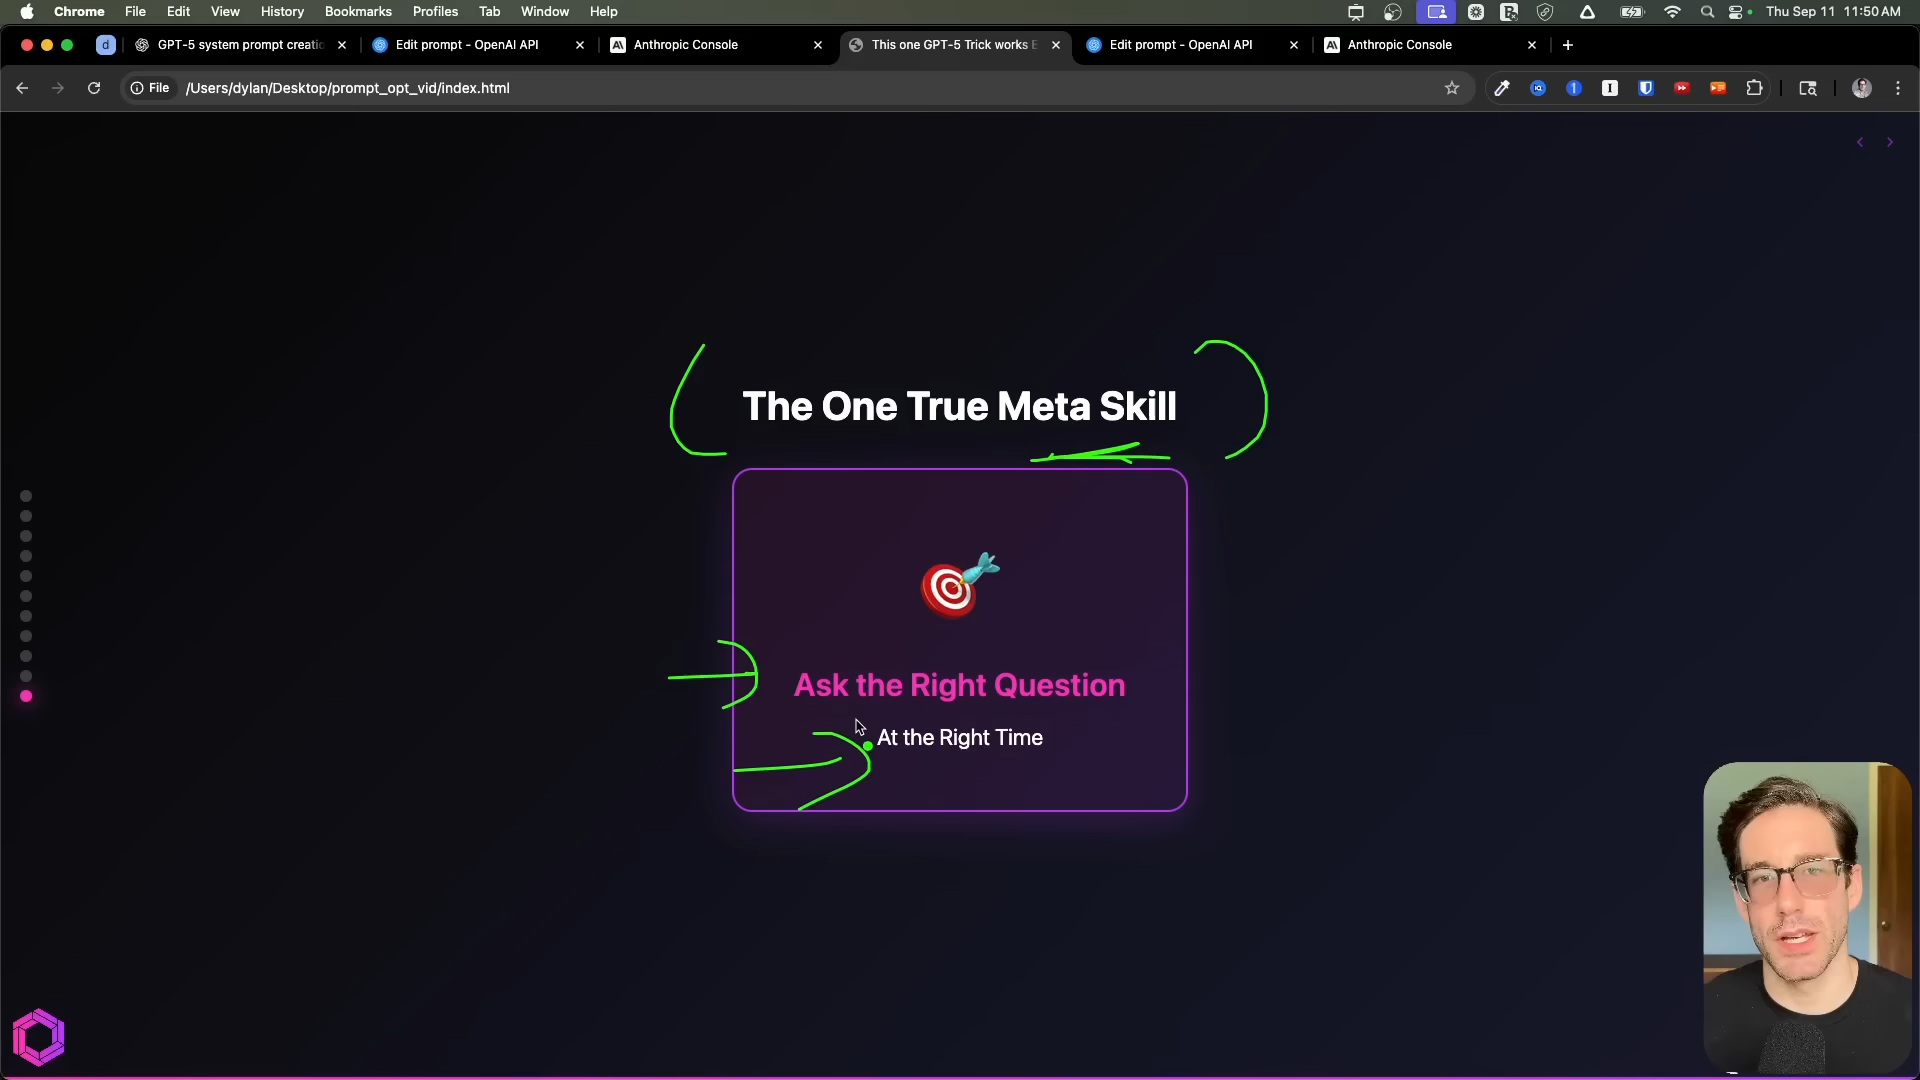 Chrome File Edit View History Bookmarks Profiles Tab Window Help Thu Sep 11 11:50 AM
d GPT-5 system prompt creatio Edit prompt - OpenAI API Anthropic Console This one GPT-5 Trick works E Edit prompt - OpenAI API Anthropic Console
File /Users/dylan/Desktop/prompt_opt_vid/index.html
The One True Meta Skill
Ask the Right Question
At the Right Time